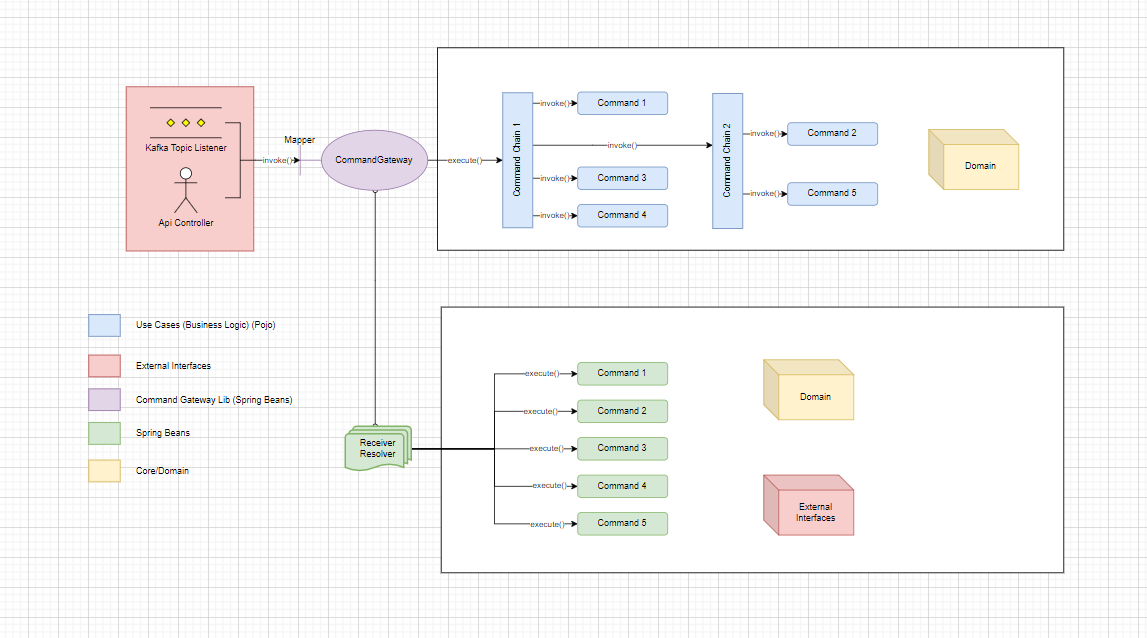 Kafka Topic Listener
Api Controller
invoke()
Mapper
CommandGateway
execute()
Command Chain 1
invoke()
Command 1
invoke()
invoke()
Command 3
invoke()
Command 4
Command Chain 2
invoke()
Command 2
invoke()
Command 5
Domain
Use Cases (Business Logic) (Pojo)
External Interfaces
Command Gateway Lib (Spring Beans)
Spring Beans
Core/Domain
Receiver
Resolver
execute()
Command 1
execute()
Command 2
execute()
Command 3
execute()
Command 4
execute()
Command 5
Domain
External
Interfaces